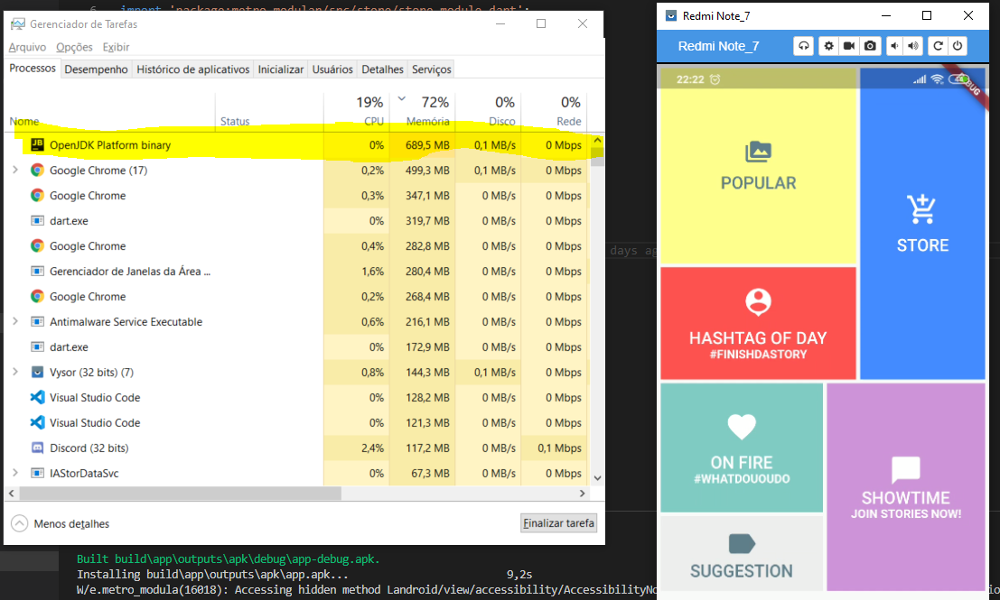 import 'package:metro_modular/src/store/store_module.dart';
Gerenciador de Tarefas
Arquivo Opções Exibir
Processos Desempenho Histórico de aplicativos Inicializar Usuários Detalhes Serviços
19% 72% 0% 0%
Nome Status CPU Memória Disco Rede
OpenJDK Platform binary 0% 689,5 MB 0,1 MB/s 0 Mbps
Google Chrome (17) 0,2% 499,3 MB 0,1 MB/s 0 Mbps
Google Chrome 0,3% 347,1 MB 0 MB/s 0 Mbps
dart.exe 0% 319,7 MB 0 MB/s 0 Mbps
Google Chrome 0,4% 282,8 MB 0 MB/s 0 Mbps
Gerenciador de Janelas da Área ... 1,6% 280,4 MB 0 MB/s 0 Mbps
Google Chrome 0,2% 268,4 MB 0 MB/s 0 Mbps
Antimalware Service Executable 0,6% 216,1 MB 0 MB/s 0 Mbps
dart.exe 0% 172,9 MB 0 MB/s 0 Mbps
Vysor (32 bits) (7) 0,8% 144,3 MB 0,1 MB/s 0 Mbps
Visual Studio Code 0% 128,2 MB 0 MB/s 0 Mbps
Visual Studio Code 0% 121,3 MB 0 MB/s 0 Mbps
Discord (32 bits) 2,4% 117,2 MB 0 MB/s 0,1 Mbps
IAStorDataSvc 0% 67,3 MB 0 MB/s 0 Mbps
Menos detalhes
Finalizar tarefa
days ag
Built build\app\outputs\apk\debug\app-debug.apk.
Installing build\app\outputs\apk\app.apk... 9,2s
W/e.metro_modula(16018): Accessing hidden method Landroid/view/accessibility/AccessibilityNo
Redmi Note_7
Redmi Note_7
22:22
POPULAR
STORE
HASHTAG OF DAY
#FINISHDASTORY
ON FIRE
#WHATDOUOUDO
SHOWTIME
JOIN STORIES NOW!
SUGGESTION